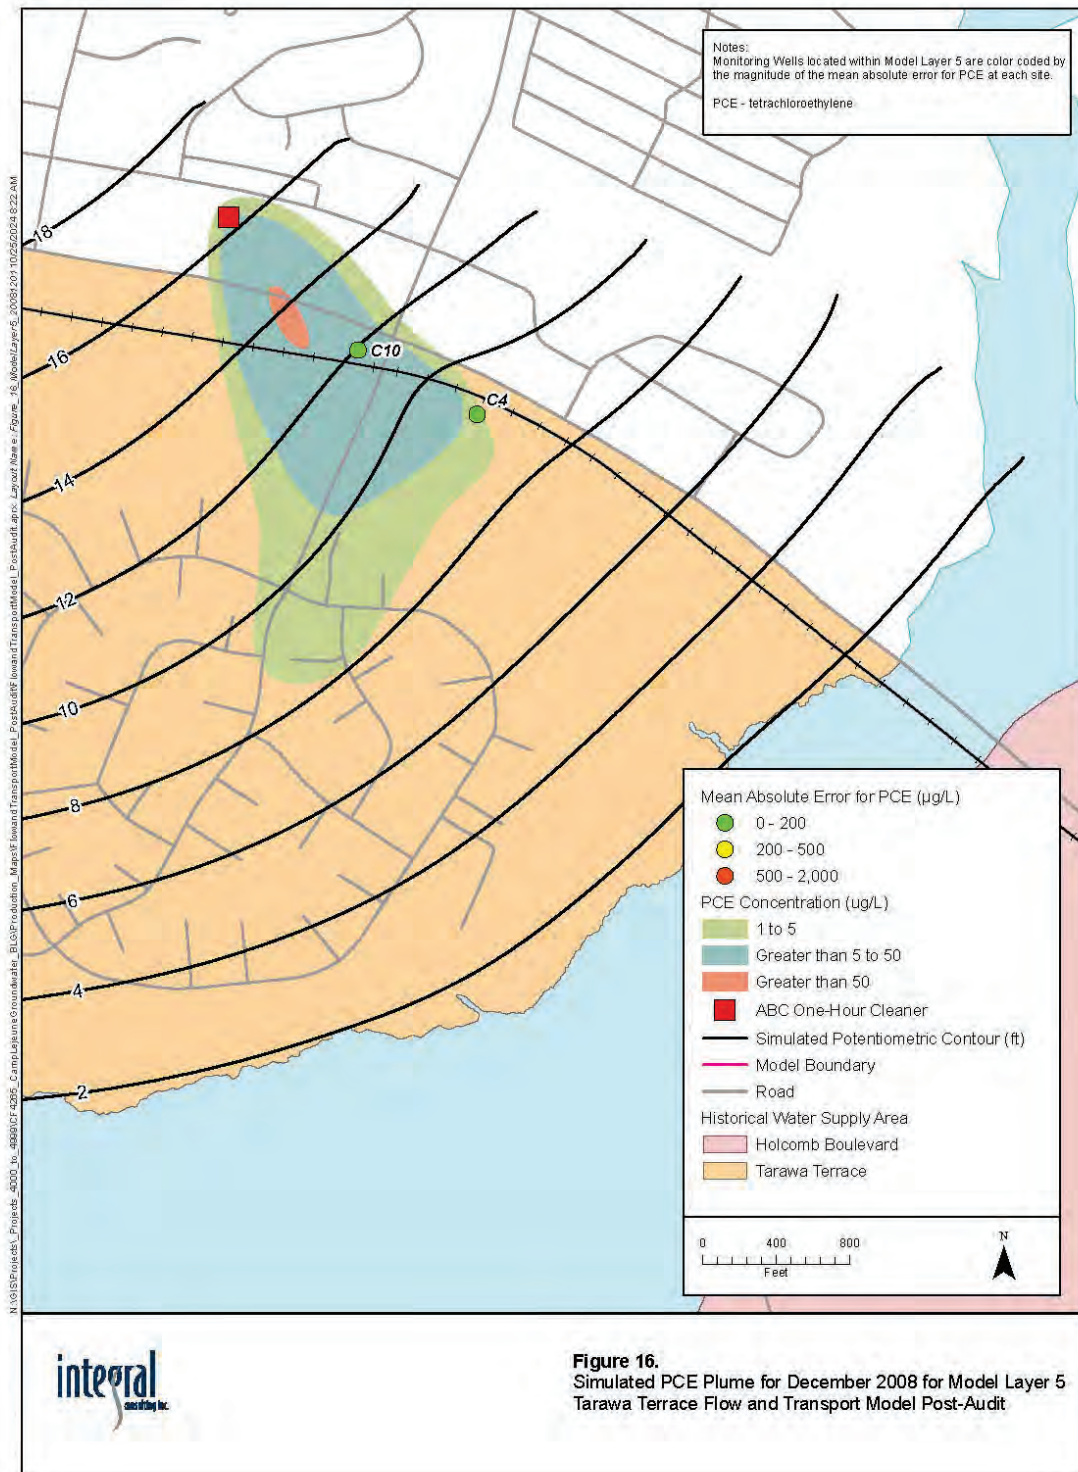 Notes:
Monitoring Wells located within Model Layer 5 are color coded by
the magnitude of the mean absolute error for PCE at each site.
PCE - tetrachloroethylene
18
16
14
12
10
8
6
4
2
C10
C4
Mean Absolute Error for PCE (µg/L)
0 - 200
200 - 500
500 - 2,000
PCE Concentration (ug/L)
1 to 5
Greater than 5 to 50
Greater than 50
ABC One-Hour Cleaner
Simulated Potentiometric Contour (ft)
Model Boundary
Road
Historical Water Supply Area
Holcomb Boulevard
Tarawa Terrace
0 400 800
Feet
N
integral
consulting inc.
Figure 16.
Simulated PCE Plume for December 2008 for Model Layer 5
Tarawa Terrace Flow and Transport Model Post-Audit